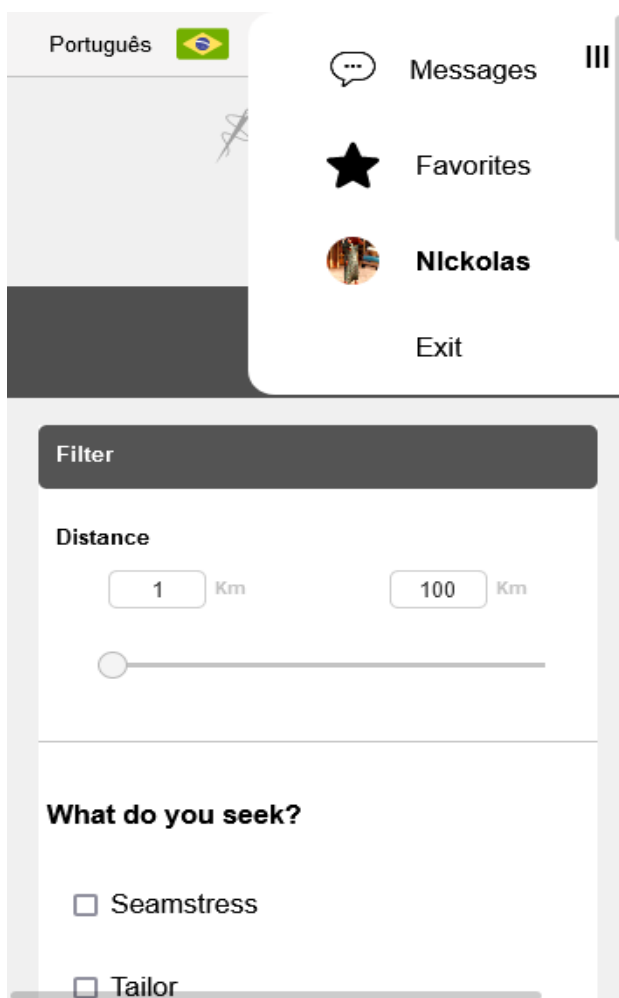 Português
Messages
Favorites
NIckolas
Exit
Filter
Distance
1 Km 100 Km
What do you seek?
Seamstress
Tailor